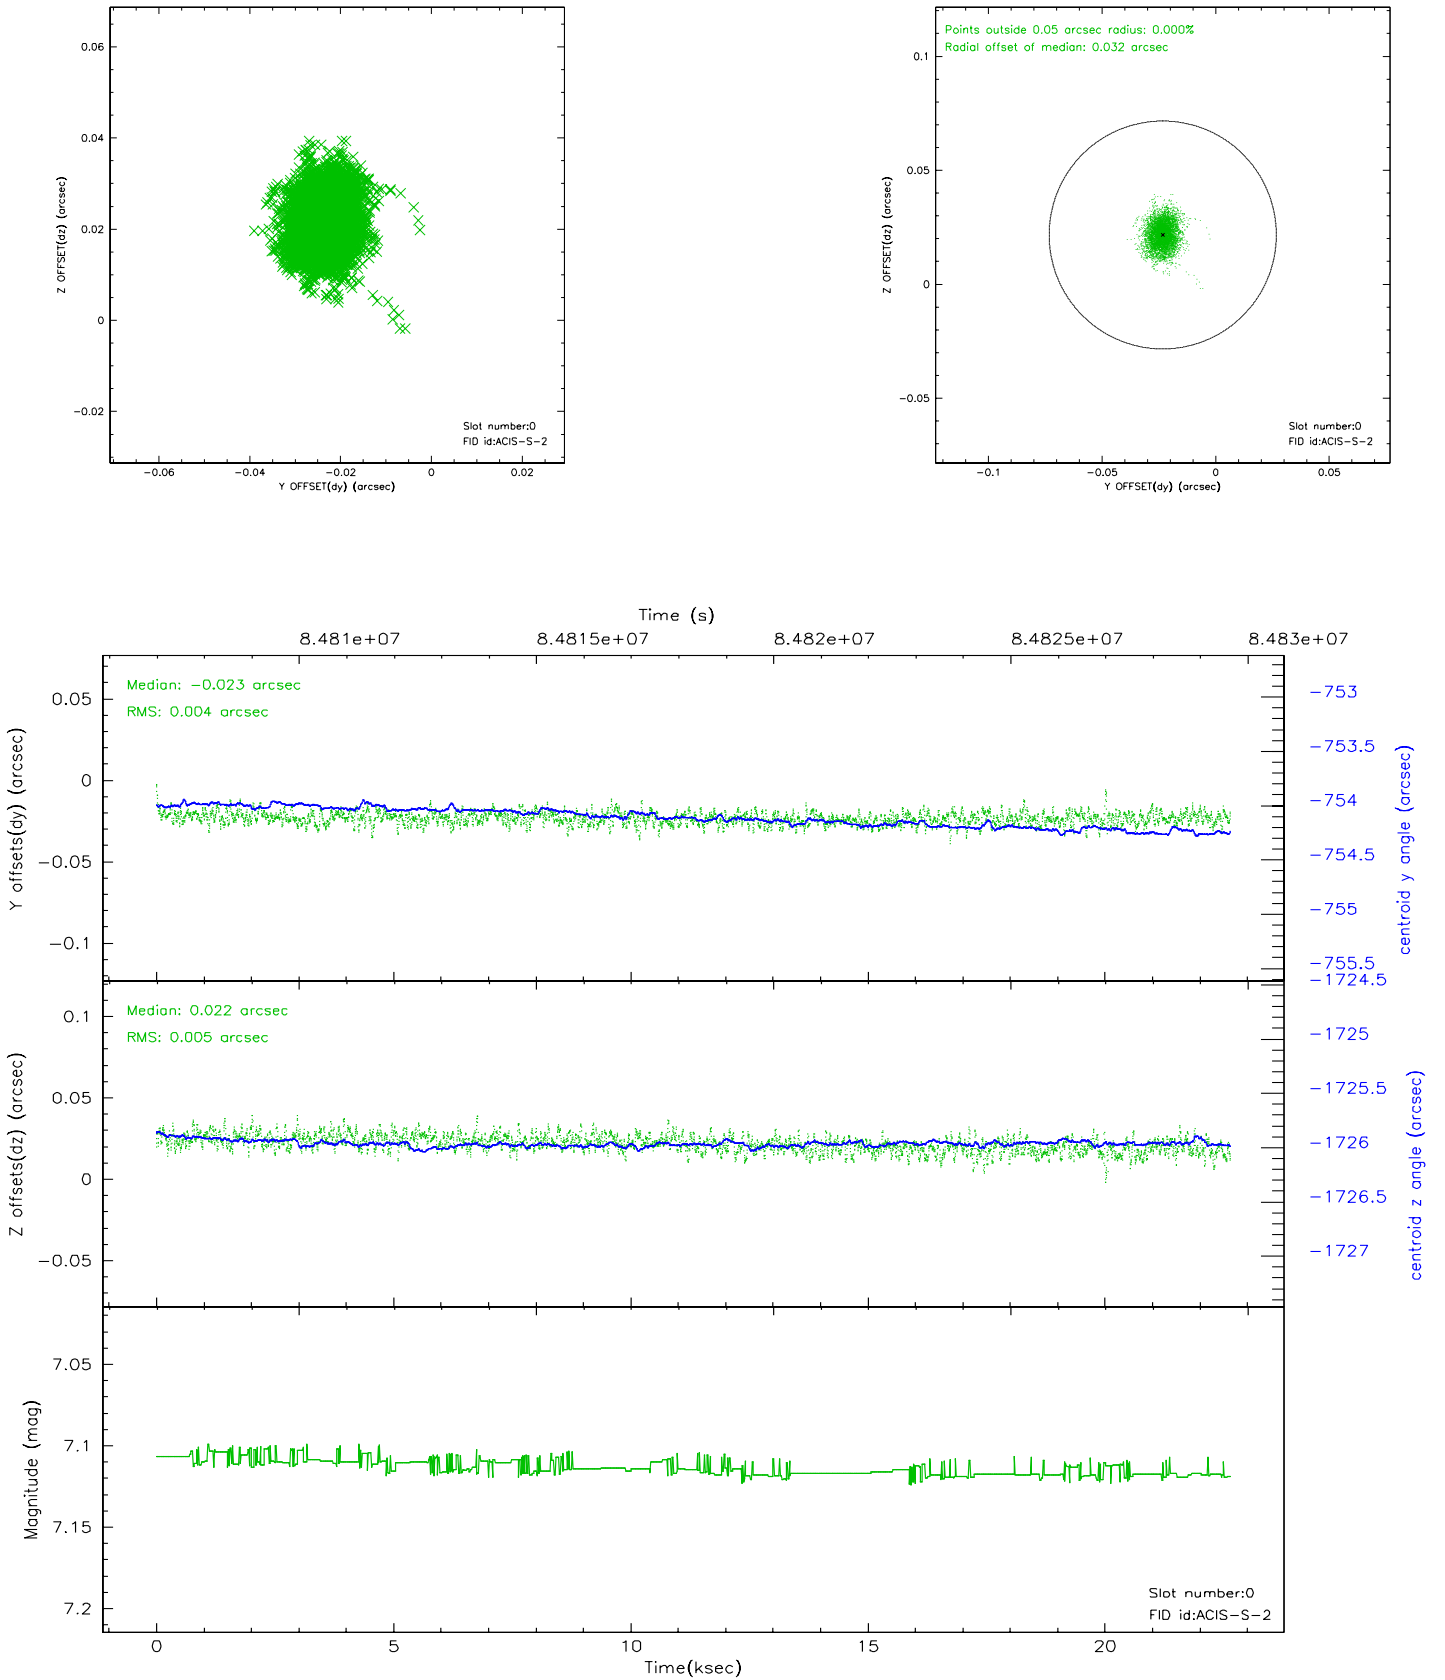 0.06
0.04
0.02
0
−0.02
Z OFFSET(dz) (arcsec)
Slot number:0
FID id:ACIS−S−2
−0.06 −0.04 −0.02 0 0.02
Y OFFSET(dy) (arcsec)
Points outside 0.05 arcsec radius: 0.000%
Radial offset of median: 0.032 arcsec
0.1
0.05
0
−0.05
Z OFFSET(dz) (arcsec)
Slot number:0
FID id:ACIS−S−2
−0.1 −0.05 0 0.05
Y OFFSET(dy) (arcsec)
Time (s)
8.481e+07 8.4815e+07 8.482e+07 8.4825e+07 8.483e+07
Median: −0.023 arcsec
RMS: 0.004 arcsec
0.05
0
−0.05
−0.1
Y offsets(dy) (arcsec)
−753
−753.5
−754
−754.5
−755
−755.5
centroid y angle (arcsec)
Median: 0.022 arcsec
RMS: 0.005 arcsec
0.1
0.05
0
−0.05
Z offsets(dz) (arcsec)
−1724.5
−1725
−1725.5
−1726
−1726.5
−1727
centroid z angle (arcsec)
7.05
7.1
7.15
7.2
Magnitude (mag)
Slot number:0
FID id:ACIS−S−2
0 5 10 15 20
Time(ksec)